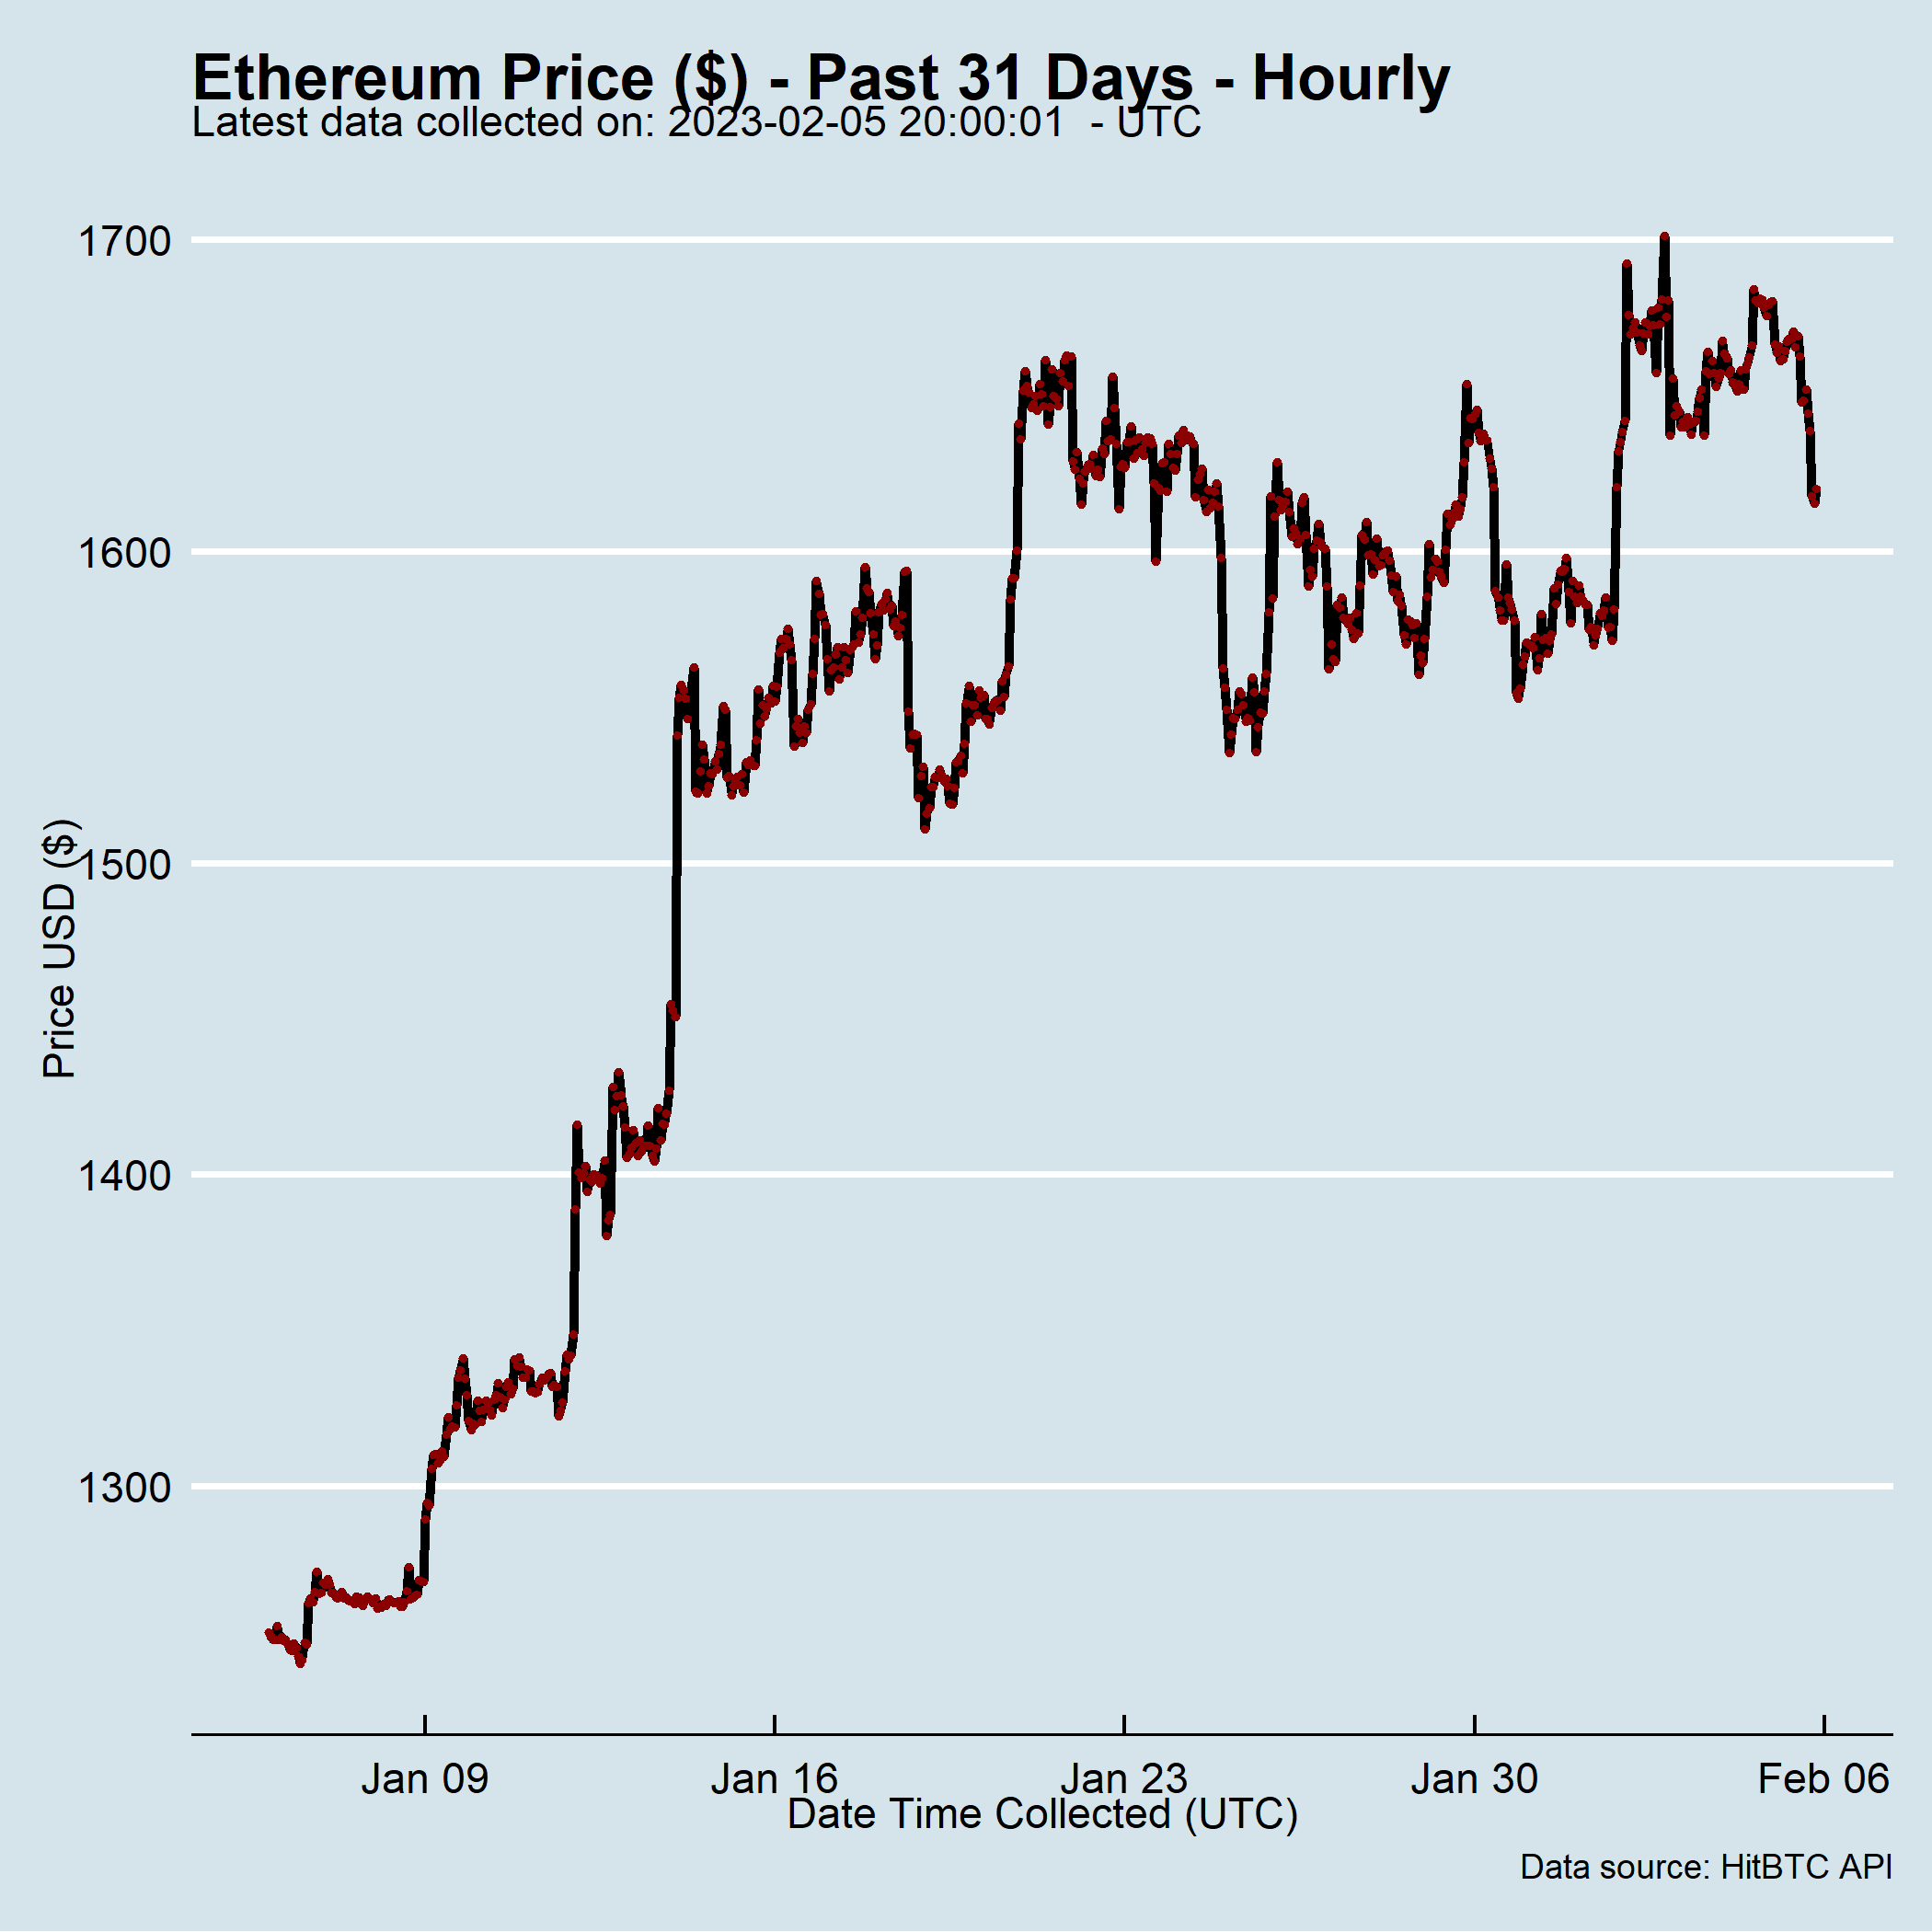 Ethereum Price ($) - Past 31 Days - Hourly
Latest data collected on: 2023-02-05 20:00:01  - UTC
1700
1600
1500
1400
1300
Price USD ($)
Jan 09 Jan 16 Jan 23 Jan 30 Feb 06
Date Time Collected (UTC)
Data source: HitBTC API